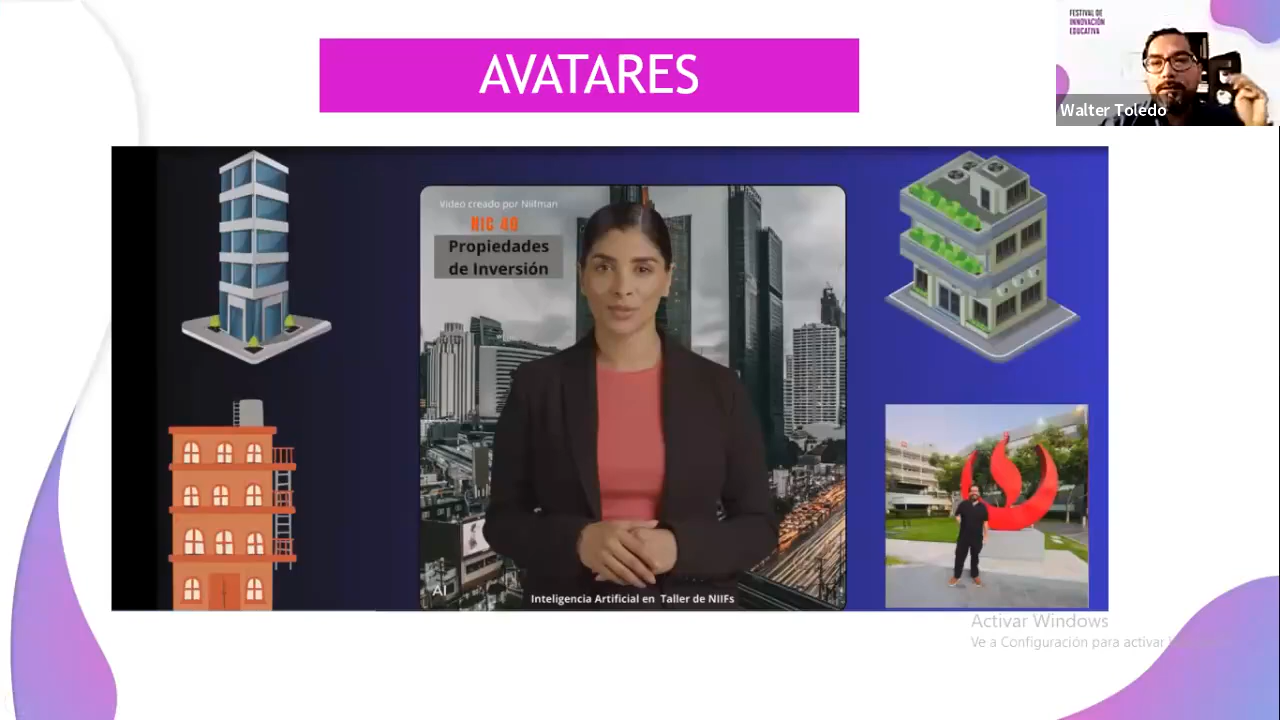 AVATARES
FESTIVAL DE
INNOVACIÓN
EDUCATIVA
Walter Toledo
Video creado por Niifman
NIC 40
Propiedades
de Inversión
AI
Inteligencia Artificial en Taller de NIIFs
Activar Windows
Ve a Configuración para activar